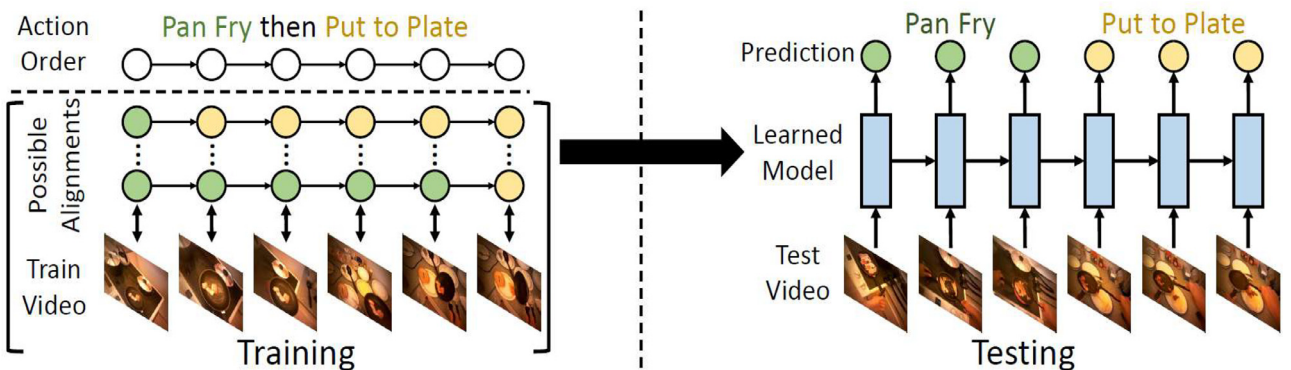 Action Order
Pan Fry then Put to Plate
Possible Alignments
Train Video
Training
Pan Fry
Put to Plate
Prediction
Learned Model
Test Video
Testing